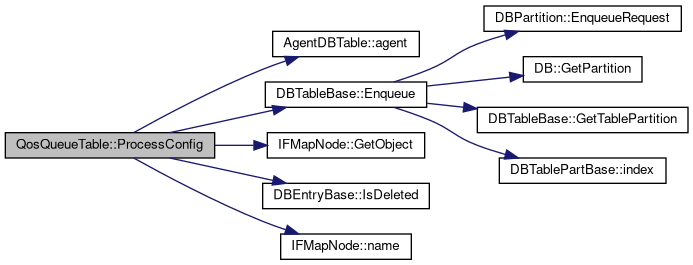 QosQueueTable::ProcessConfig
AgentDBTable::agent
DBTableBase::Enqueue
IFMapNode::GetObject
DBEntryBase::IsDeleted
IFMapNode::name
DBPartition::EnqueueRequest
DB::GetPartition
DBTableBase::GetTablePartition
DBTablePartBase::index